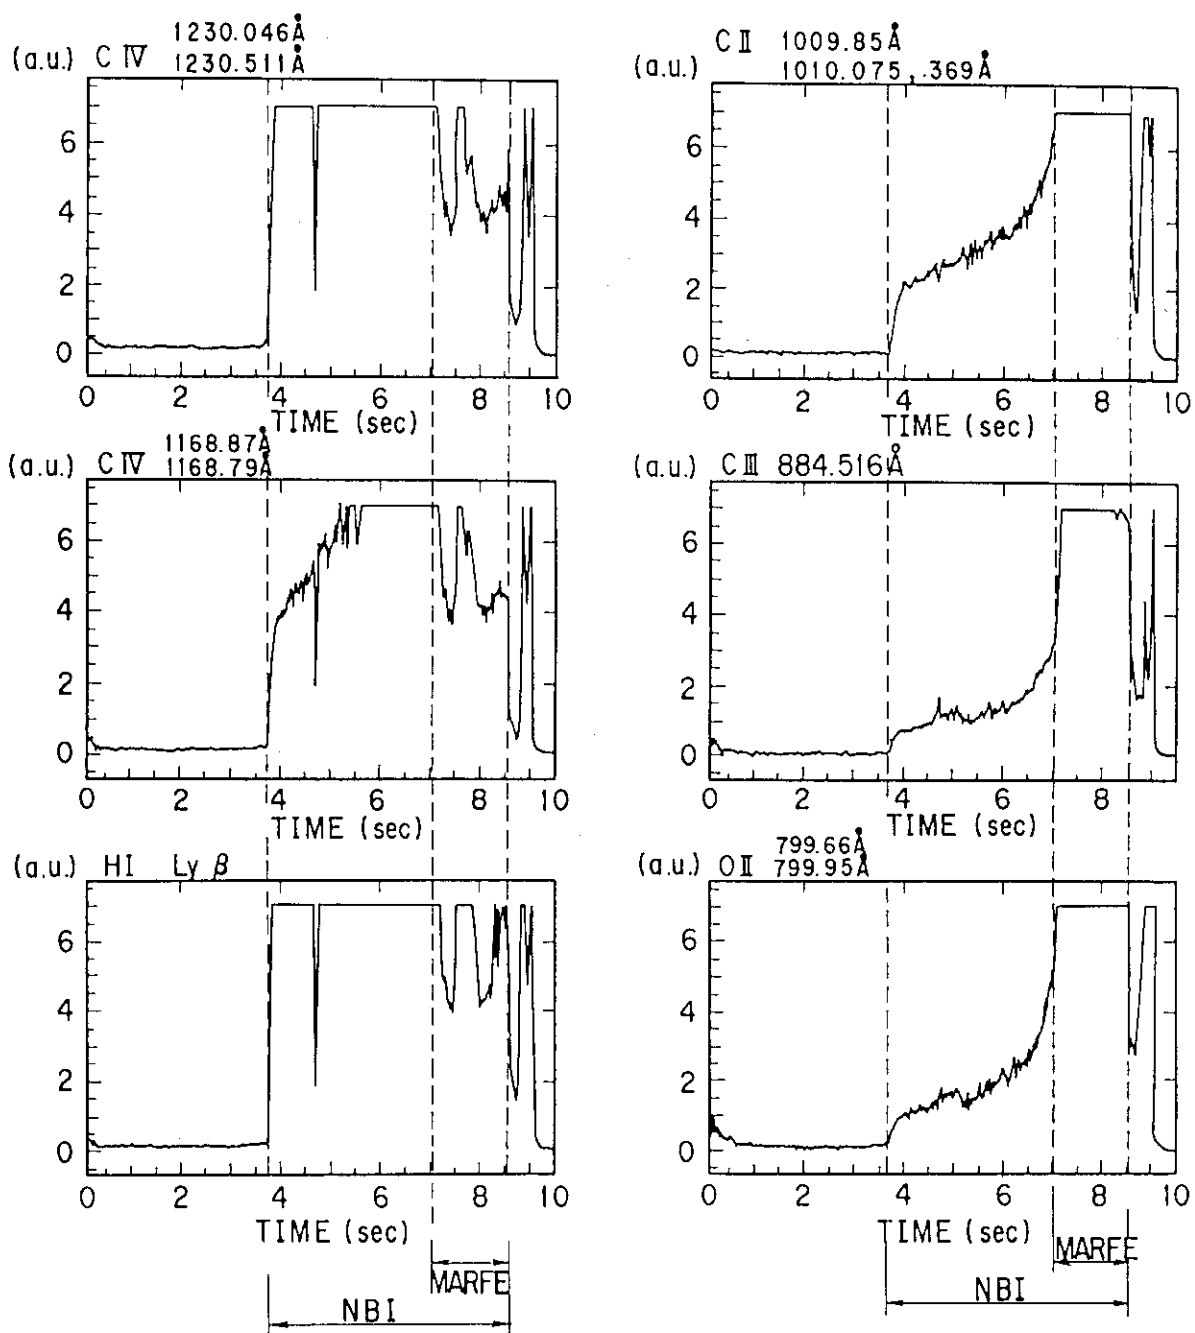 (a.u.) C IV 1230.046Å
1230.511Å
6
4
2
0
0 2 4 6 8 10
TIME (sec)
(a.u.) C II 1009.85Å
1010.075, .369Å
6
4
2
0
0 2 4 6 8 10
TIME (sec)
(a.u.) C IV 1168.87Å
1168.79Å
6
4
2
0
0 2 4 6 8 10
TIME (sec)
(a.u.) C III 884.516Å
6
4
2
0
0 2 4 6 8 10
TIME (sec)
(a.u.) HI Ly β
6
4
2
0
0 2 4 6 8 10
TIME (sec)
(a.u.) O II 799.66Å
799.95Å
6
4
2
0
0 2 4 6 8 10
TIME (sec)
MARFE
NBI
MARFE
NBI